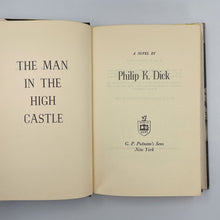 THE MAN
IN THE
HIGH
CASTLE
A NOVEL BY
Philip K. Dick
G. P. Putnam's Sons
New York